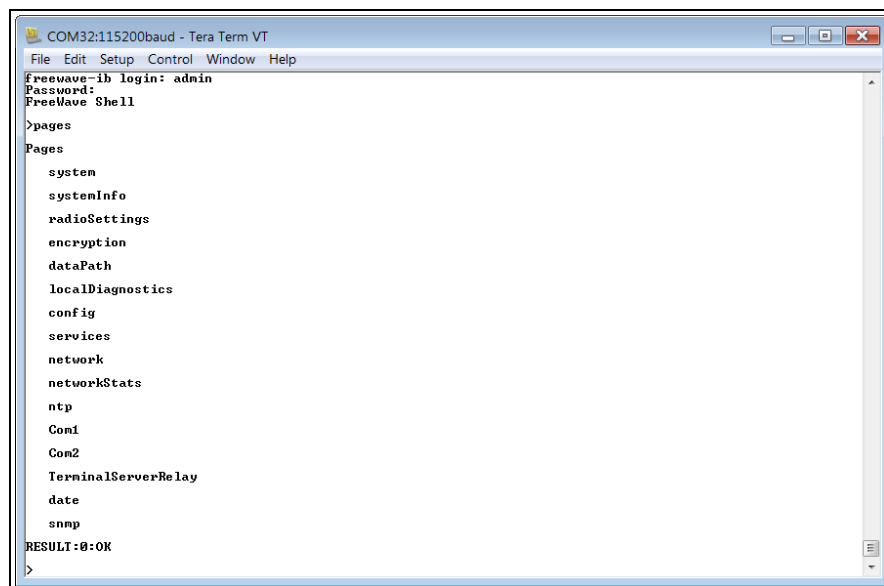 COM32:115200baud - Tera Term VT
File Edit Setup Control Window Help
freewave-ib login: admin
Password:
FreeWave Shell
>pages
Pages
system
systemInfo
radioSettings
encryption
dataPath
localDiagnostics
config
services
network
networkStats
ntp
Com1
Com2
TerminalServerRelay
date
snmp
RESULT:0:OK
>